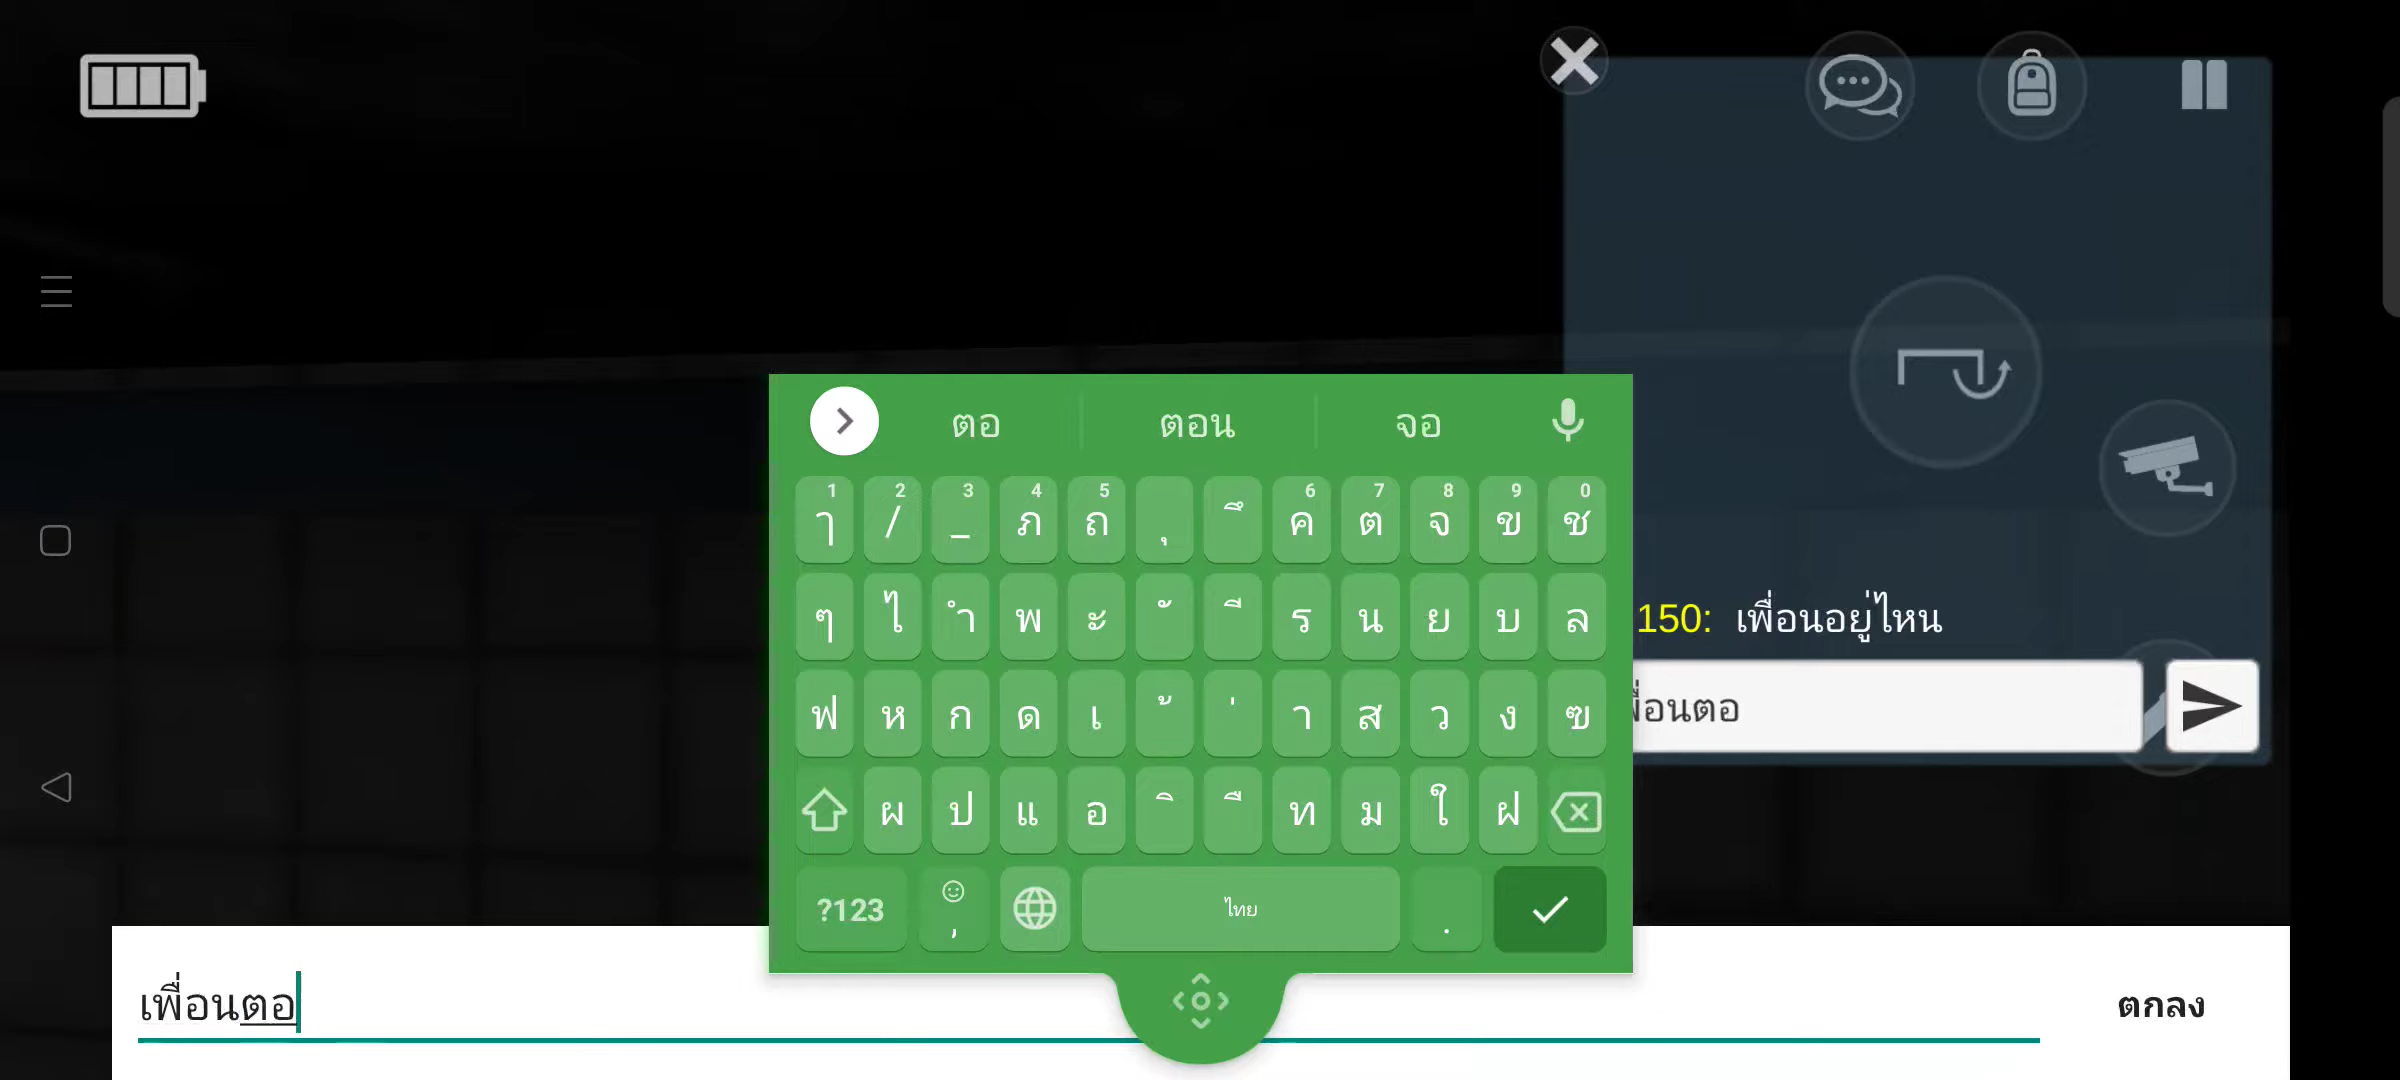 ตอ ตอน จอ
1 2 3 4 5 6 7 8 9 0
ๅ / _ ภ ถ ุ ึ ค ต จ ข ช
ๆ ไ ำ พ ะ ั ี ร น ย บ ล
150: เพื่อนอยู่ไหน
ฟ ห ก ด เ ้ ่ า ส ว ง ฃ
พื่อนตอ
ผ ป แ อ ิ ื ท ม ใ ฝ
?123 , ไทย .
เพื่อนตอ
ตกลง